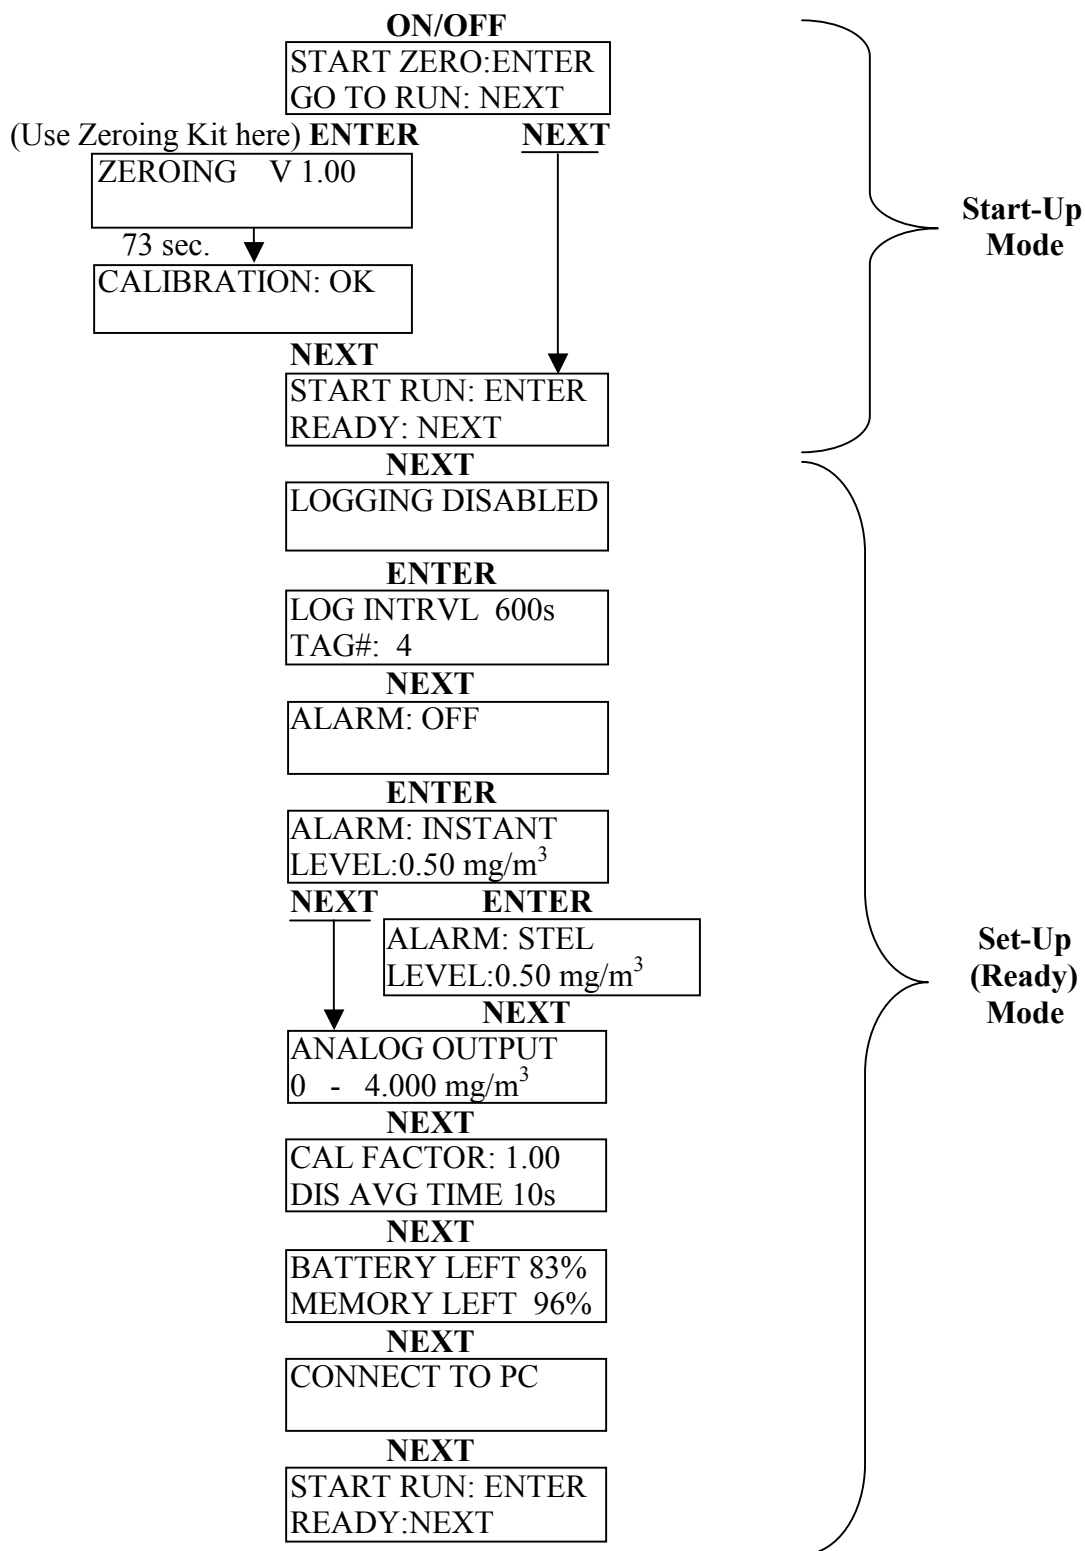 ON/OFF
START ZERO:ENTER
GO TO RUN: NEXT
(Use Zeroing Kit here) ENTER NEXT
ZEROING V 1.00
73 sec.
CALIBRATION: OK
NEXT
START RUN: ENTER
READY: NEXT
Start-Up
Mode
NEXT
LOGGING DISABLED
ENTER
LOG INTRVL 600s
TAG#: 4
NEXT
ALARM: OFF
ENTER
ALARM: INSTANT
LEVEL:0.50 mg/m³
NEXT ENTER
ALARM: STEL
LEVEL:0.50 mg/m³
NEXT
ANALOG OUTPUT
0 - 4.000 mg/m³
NEXT
CAL FACTOR: 1.00
DIS AVG TIME 10s
NEXT
BATTERY LEFT 83%
MEMORY LEFT 96%
NEXT
CONNECT TO PC
NEXT
START RUN: ENTER
READY:NEXT
Set-Up
(Ready)
Mode